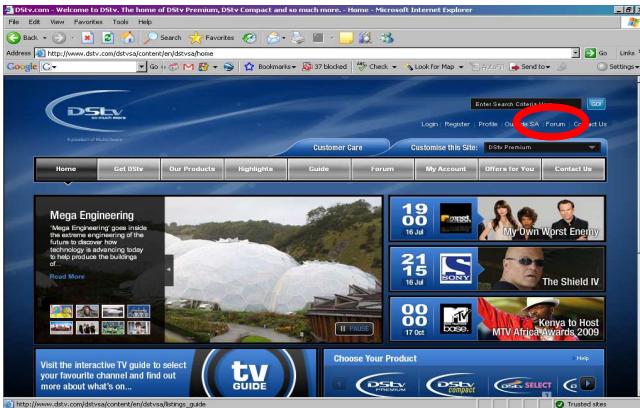 DStv.com - Welcome to DStv. The home of DStv Premium, DStv Compact and so much more. - Home - Microsoft Internet Explorer
File Edit View Favorites Tools Help
Back Search Favorites
Address http://www.dstv.com/dstvsa/content/en/dstvsa/home Go Links
Google Go Bookmarks 37 blocked Check Look for Map AutoFill Send to Settings
Enter Search Criteria GO!
DStv
so much more
Login Register Profile Outside SA Forum Contact Us
Customer Care Customise this Site: DStv Premium
Home Get DStv Our Products Highlights Guide Forum My Account Offers for You Contact Us
Mega Engineering
'Mega Engineering' goes inside
the extreme engineering of the
future to discover how
technology is advancing today
to help produce the buildings
of...
Read More
PAUSE
19
00
16 Jul
My Own Worst Enemy
21
15
16 Jul
SONY
The Shield IV
00
00
17 Oct
base.
Kenya to Host
MTV Africa Awards 2009
Visit the interactive TV guide to select
your favourite channel and find out
more about what's on...
tv
GUIDE
Choose Your Product Help
DStv PREMIUM
DStv compact
DStv SELECT
1
http://www.dstv.com/dstvsa/content/en/dstvsa/listings_guide Trusted sites